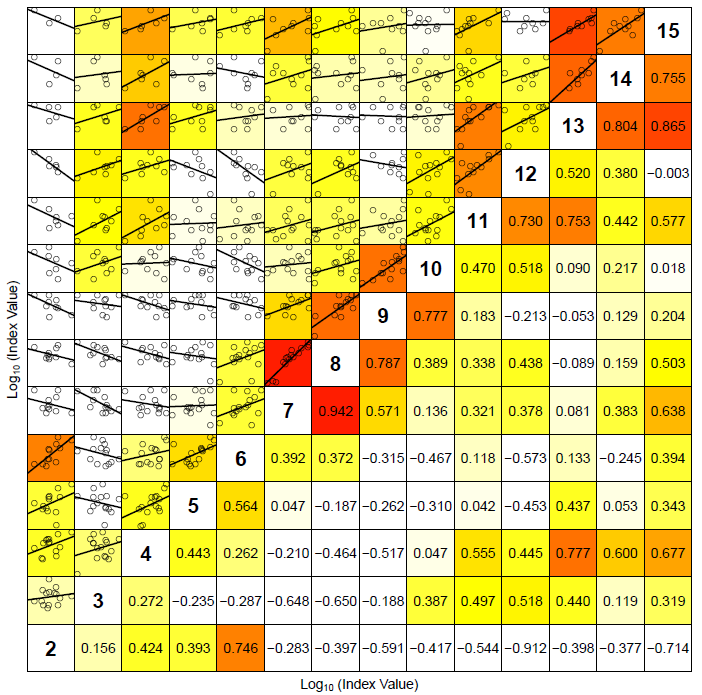 15
14 0.755
13 0.804 0.865
12 0.520 0.380 −0.003
11 0.730 0.753 0.442 0.577
10 0.470 0.518 0.090 0.217 0.018
9 0.777 0.183 −0.213 −0.053 0.129 0.204
8 0.787 0.389 0.338 0.438 −0.089 0.159 0.503
7 0.942 0.571 0.136 0.321 0.378 0.081 0.383 0.638
6 0.392 0.372 −0.315 −0.467 0.118 −0.573 0.133 −0.245 0.394
5 0.564 0.047 −0.187 −0.262 −0.310 0.042 −0.453 0.437 0.053 0.343
4 0.443 0.262 −0.210 −0.464 −0.517 0.047 0.555 0.445 0.777 0.600 0.677
3 0.272 −0.235 −0.287 −0.648 −0.650 −0.188 0.387 0.497 0.518 0.440 0.119 0.319
2 0.156 0.424 0.393 0.746 −0.283 −0.397 −0.591 −0.417 −0.544 −0.912 −0.398 −0.377 −0.714
Log₁₀ (Index Value)
Log₁₀ (Index Value)